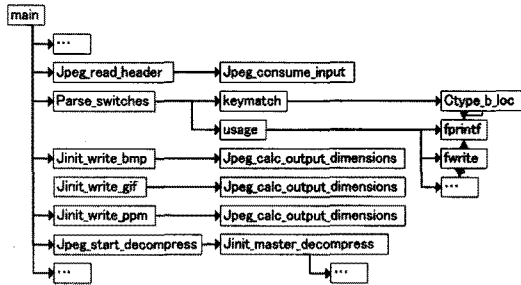 main
...
Jpeg_read_header Jpeg_consume_input
Parse_switches keymatch Ctype_b_loc
usage fprintf
Jinit_write_bmp Jpeg_calc_output_dimensions fwrite
Jinit_write_gif Jpeg_calc_output_dimensions ...
Jinit_write_ppm Jpeg_calc_output_dimensions
Jpeg_start_decompress Jinit_master_decompress
... ...